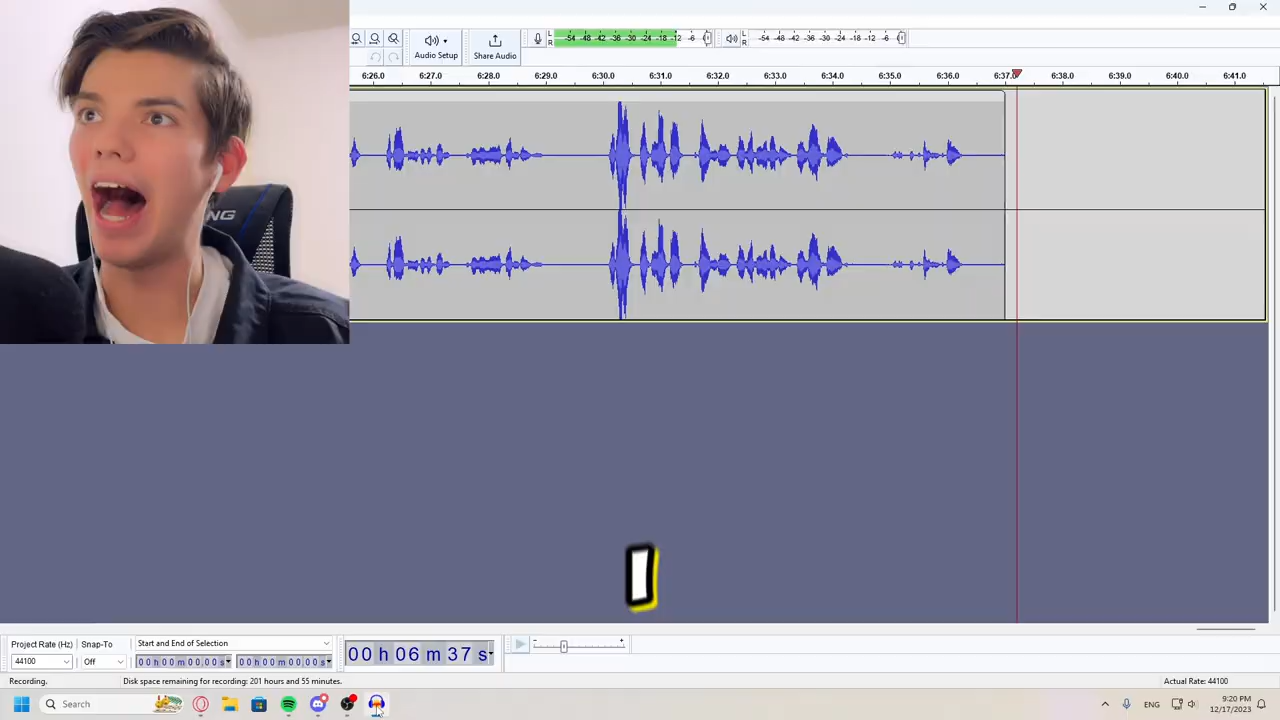 -54 -48 -42 -36 -30 -24 -18 -12 -6
-54 -48 -42 -36 -30 -24 -18 -12 -6
L
R
L
R
Audio Setup
Share Audio
6:26.0 6:27.0 6:28.0 6:29.0 6:30.0 6:31.0 6:32.0 6:33.0 6:34.0 6:35.0 6:36.0 6:37.0 6:38.0 6:39.0 6:40.0 6:41.0
NG
I
Project Rate (Hz)
Snap-To
Start and End of Selection
44100
Off
00 h 00 m 00.00 s
00 h 00 m 00.00 s
00 h 06 m 37 s
Recording.
Disk space remaining for recording: 201 hours and 55 minutes.
Actual Rate: 44100
Search
ENG
9:20 PM
12/17/2023